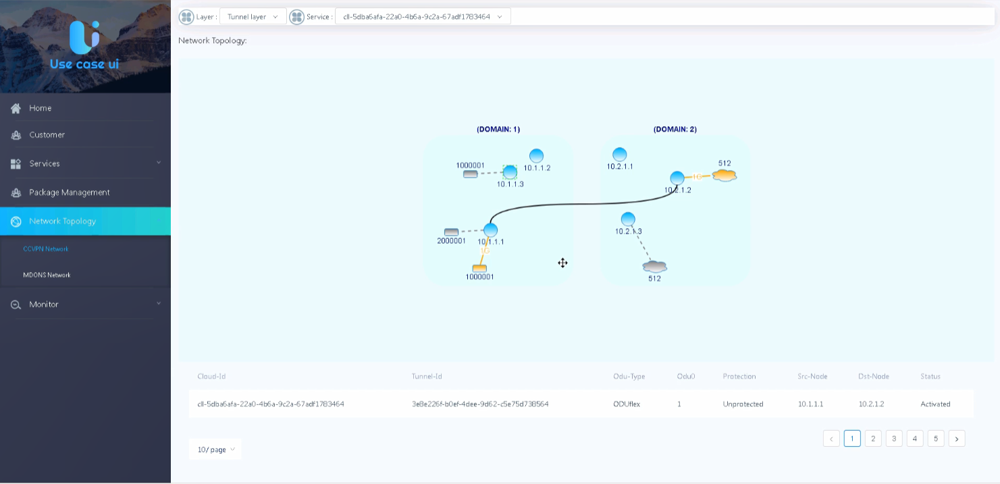 Use case ui
Home
Customer
Services
Package Management
Network Topology
CCVPN Network
MDONS Network
Monitor
Layer : Tunnel layer Service : cll-5dba6afa-22a0-4b6a-9c2a-67adf1783464
Network Topology:
(DOMAIN: 1) (DOMAIN: 2)
1000001
10.1.1.2
10.1.1.3
2000001
10.1.1.1
1G
1000001
10.2.1.1
512
1G
10.2.1.2
10.2.1.3
512
Cloud-Id Tunnel-Id Odu-Type Odu0 Protection Src-Node Dst-Node Status
cll-5dba6afa-22a0-4b6a-9c2a-67adf1783464 3e8e226f-b0ef-4dee-9d62-c5e75d738564 ODUflex 1 Unprotected 10.1.1.1 10.2.1.2 Activated
< 1 2 3 4 5 >
10/ page